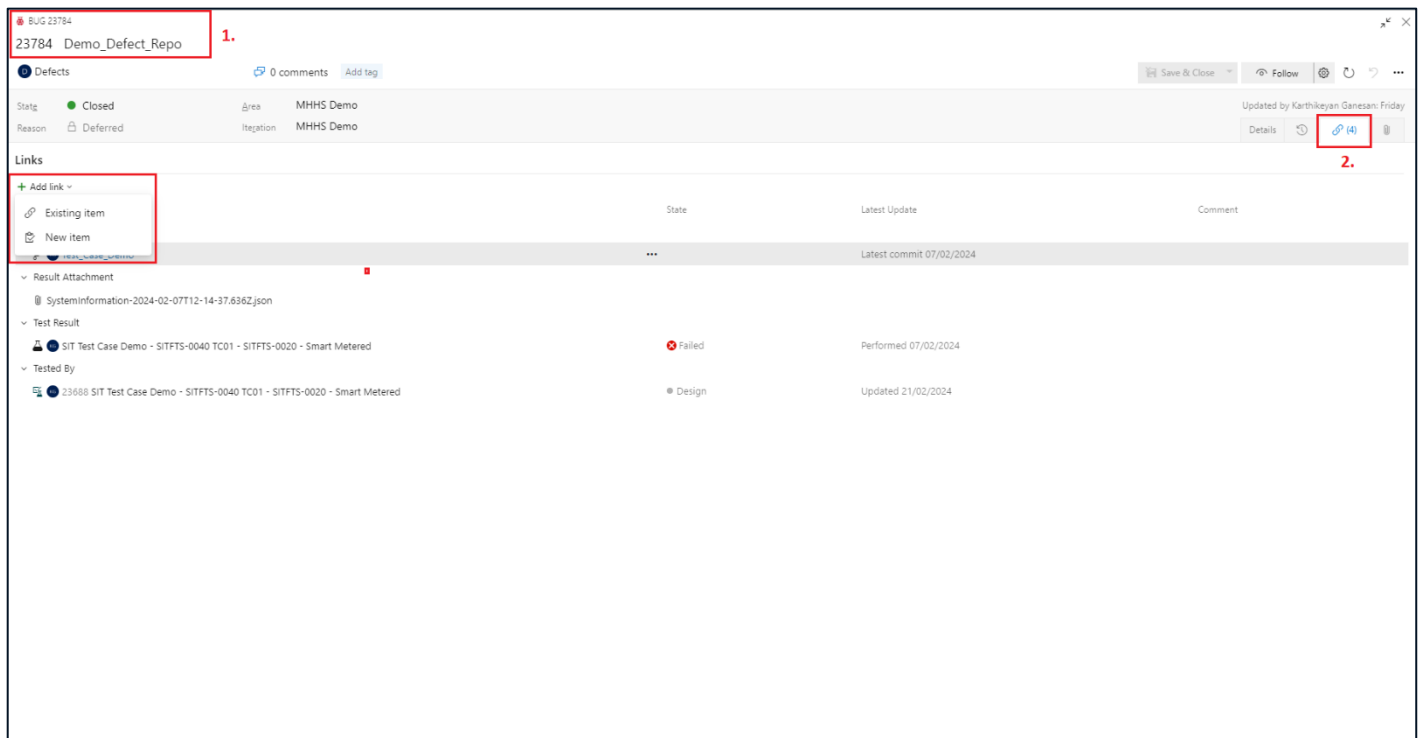 BUG 23784
23784 Demo_Defect_Repo
1.
D Defects
0 comments Add tag
Save & Close Follow
State Closed Area MHHS Demo Updated by Karthikeyan Ganesan: Friday
Reason Deferred Iteration MHHS Demo Details (4)
2.
Links
+ Add link
Existing item State Latest Update Comment
New item
Test_Case_Demo Latest commit 07/02/2024
Result Attachment
SystemInformation-2024-02-07T12-14-37.636Z.json
Test Result
SIT Test Case Demo - SITFTS-0040 TC01 - SITFTS-0020 - Smart Metered Failed Performed 07/02/2024
Tested By
23688 SIT Test Case Demo - SITFTS-0040 TC01 - SITFTS-0020 - Smart Metered Design Updated 21/02/2024